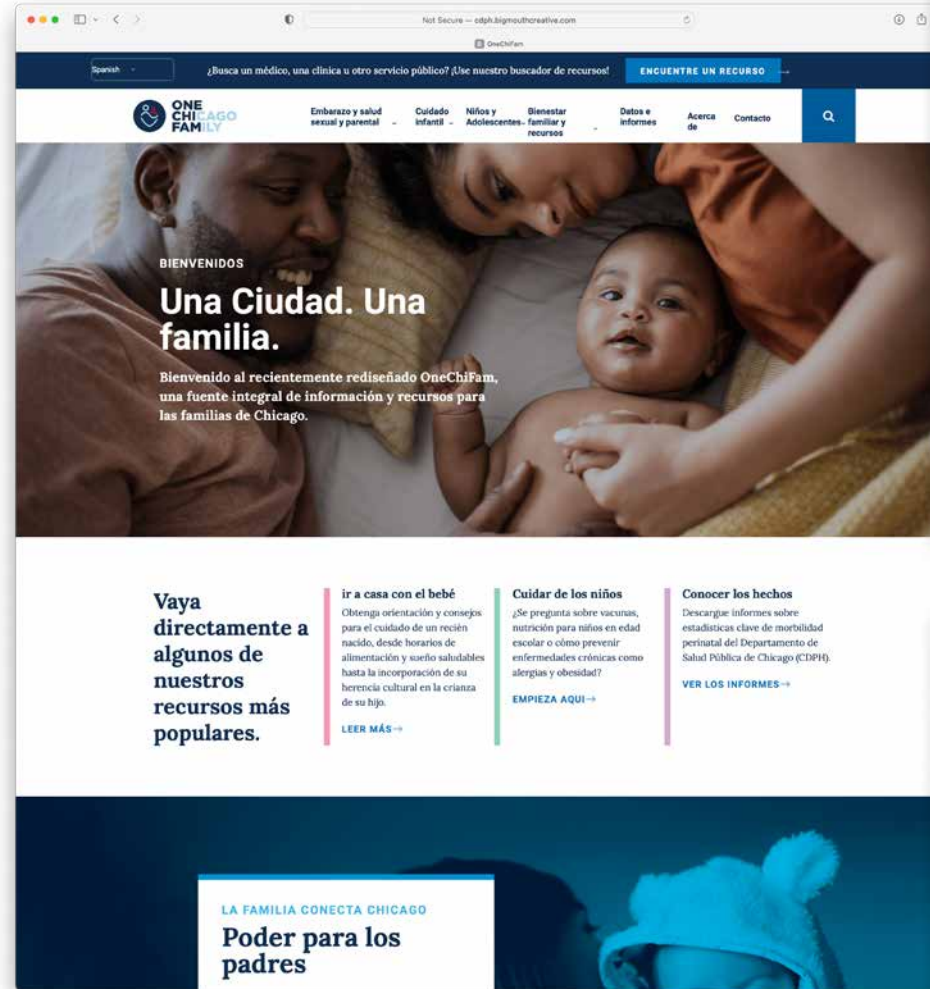 Not Secure — cdph.bigmouthcreative.com
OneChiFam
Spanish
¿Busca un médico, una clínica u otro servicio público? ¡Use nuestro buscador de recursos!
ENCUENTRE UN RECURSO →
ONE
CHICAGO
FAMILY
Embarazo y salud
sexual y parental
Cuidado
infantil
Niños y
Adolescentes
Bienestar
familiar y
recursos
Datos e
informes
Acerca
de
Contacto
BIENVENIDOS
Una Ciudad. Una
familia.
Bienvenido al recientemente rediseñado OneChiFam,
una fuente integral de información y recursos para
las familias de Chicago.
Vaya
directamente a
algunos de
nuestros
recursos más
populares.
ir a casa con el bebé
Obtenga orientación y consejos
para el cuidado de un recién
nacido, desde horarios de
alimentación y sueño saludables
hasta la incorporación de su
herencia cultural en la crianza
de su hijo.
LEER MÁS→
Cuidar de los niños
¿Se pregunta sobre vacunas,
nutrición para niños en edad
escolar o cómo prevenir
enfermedades crónicas como
alergias y obesidad?
EMPIEZA AQUI→
Conocer los hechos
Descargue informes sobre
estadísticas clave de morbilidad
perinatal del Departamento de
Salud Pública de Chicago (CDPH).
VER LOS INFORMES→
LA FAMILIA CONECTA CHICAGO
Poder para los
padres